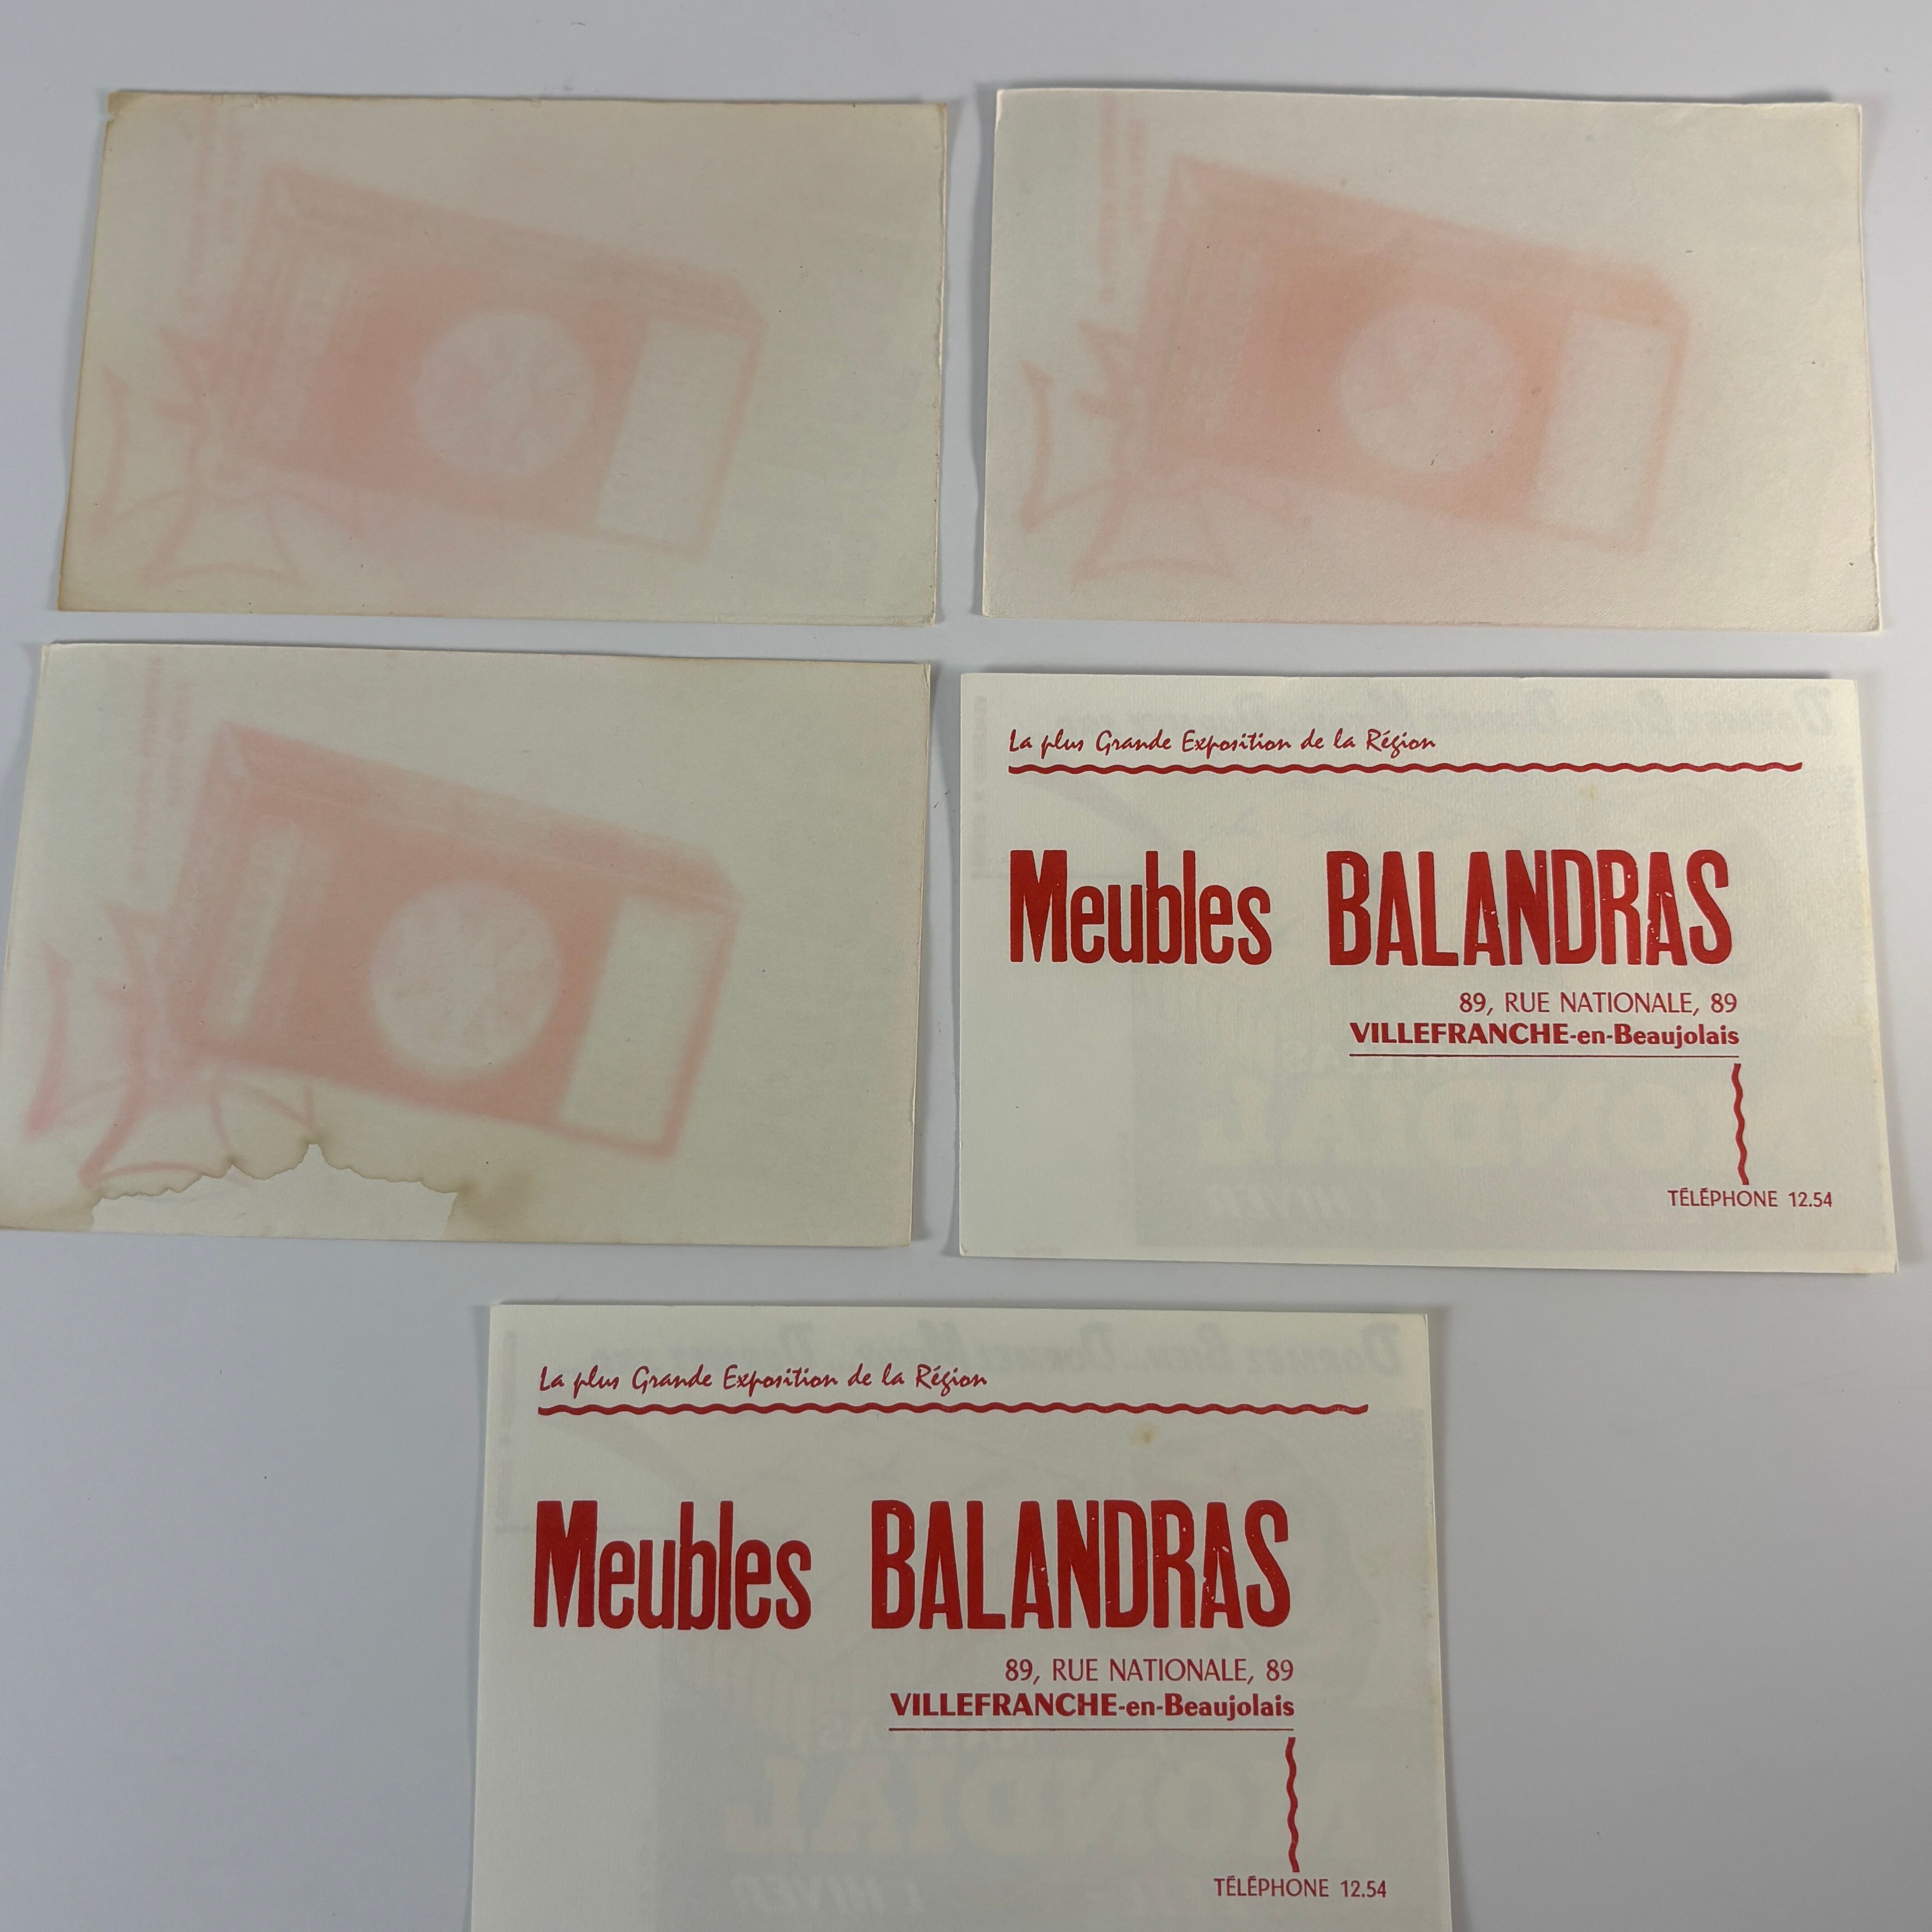 La plus Grande Exposition de la Région
Meubles BALANDRAS
89, RUE NATIONALE, 89
VILLEFRANCHE-en-Beaujolais
TÉLÉPHONE 12.54
La plus Grande Exposition de la Région
Meubles BALANDRAS
89, RUE NATIONALE, 89
VILLEFRANCHE-en-Beaujolais
TÉLÉPHONE 12.54